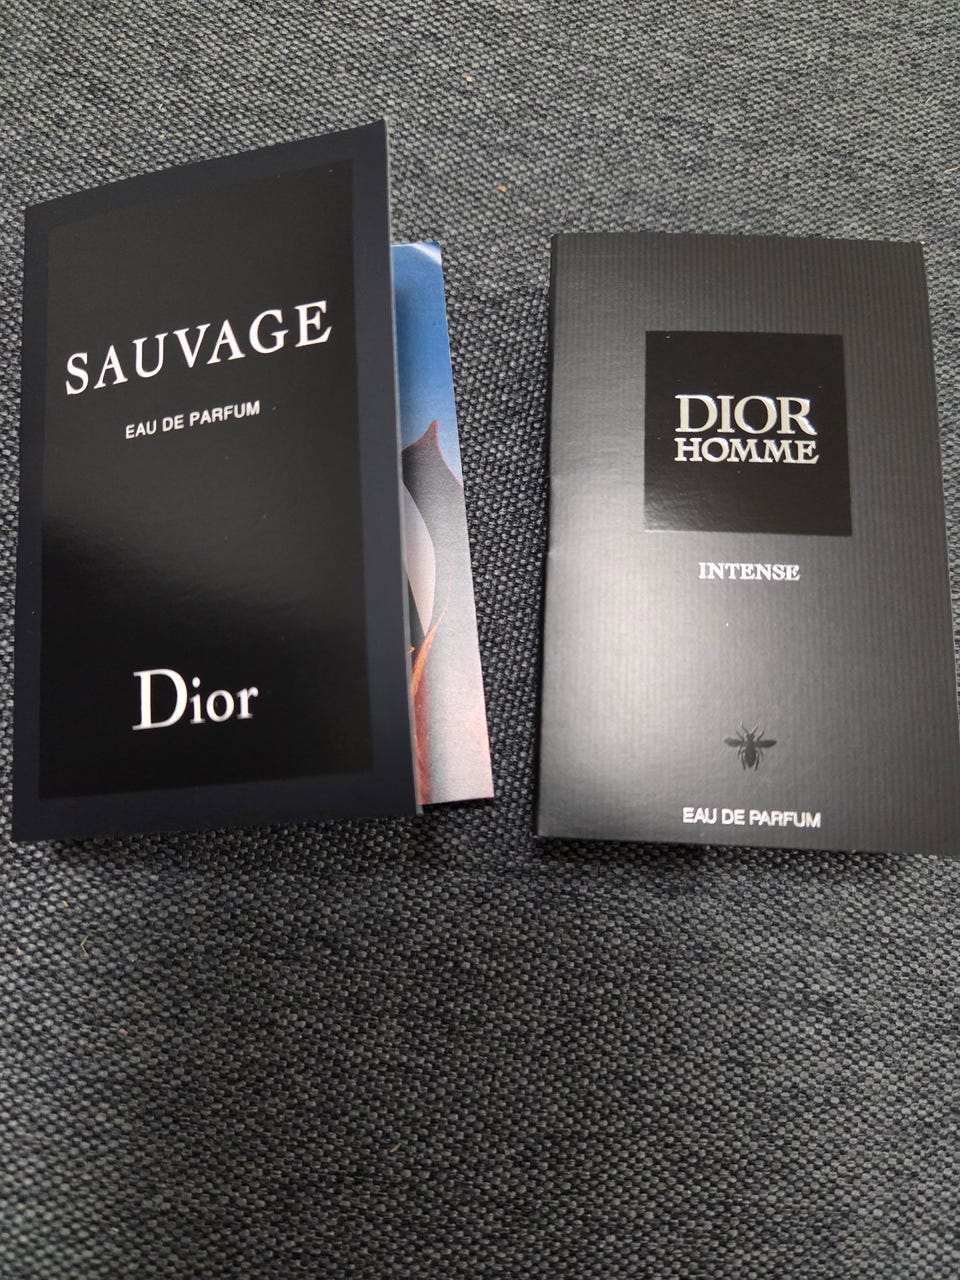 SAUVAGE
EAU DE PARFUM
Dior
DIOR
HOMME
INTENSE
EAU DE PARFUM